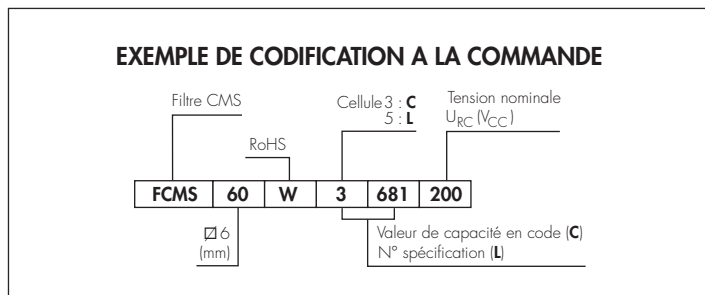 EXEMPLE DE CODIFICATION A LA COMMANDE
Filtre CMS
Cellule 3 : C
5 : L
Tension nominale
URC (VCC)
RoHS
FCMS 60 W 3 681 200
6
(mm)
Valeur de capacité en code (C)
N° spécification (L)